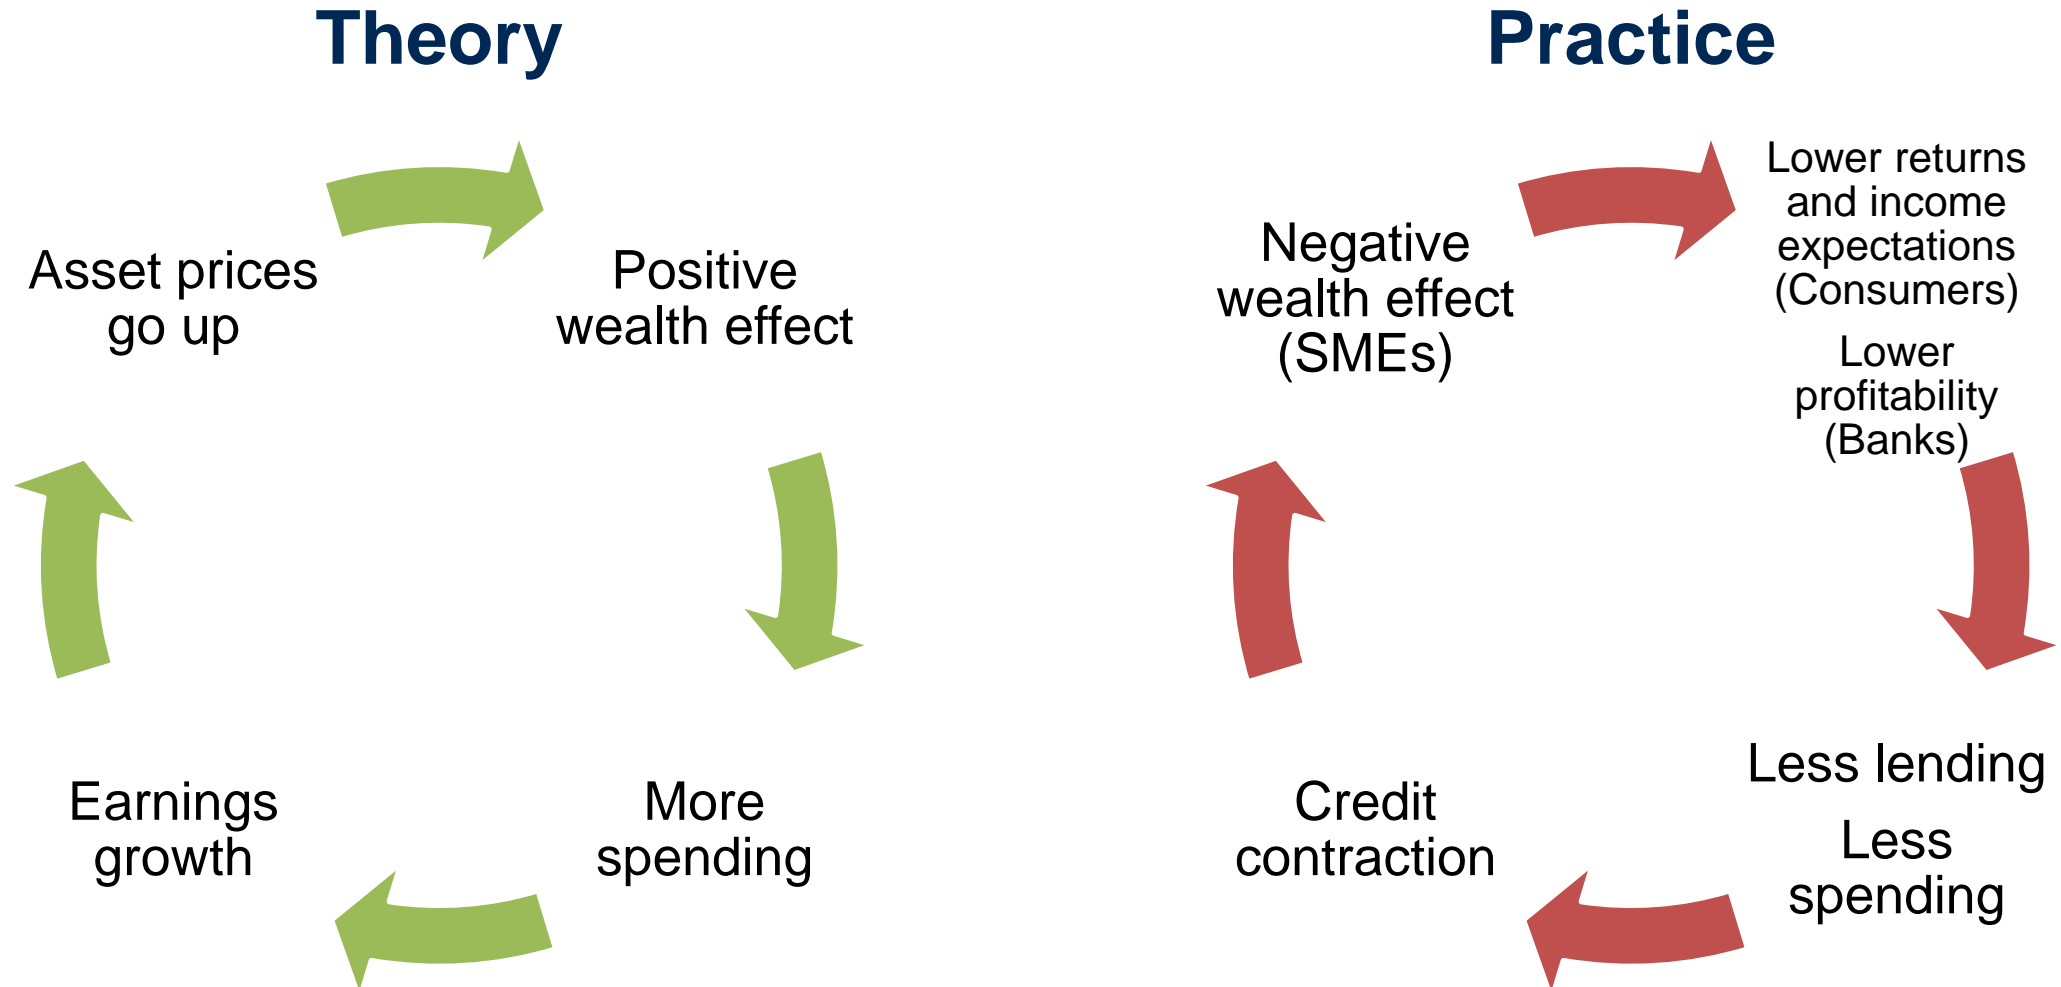 Theory
Asset prices
go up
Positive
wealth effect
More
spending
Earnings
growth
Practice
Negative
wealth effect
(SMEs)
Lower returns
and income
expectations
(Consumers)
Lower
profitability
(Banks)
Less lending
Less
spending
Credit
contraction